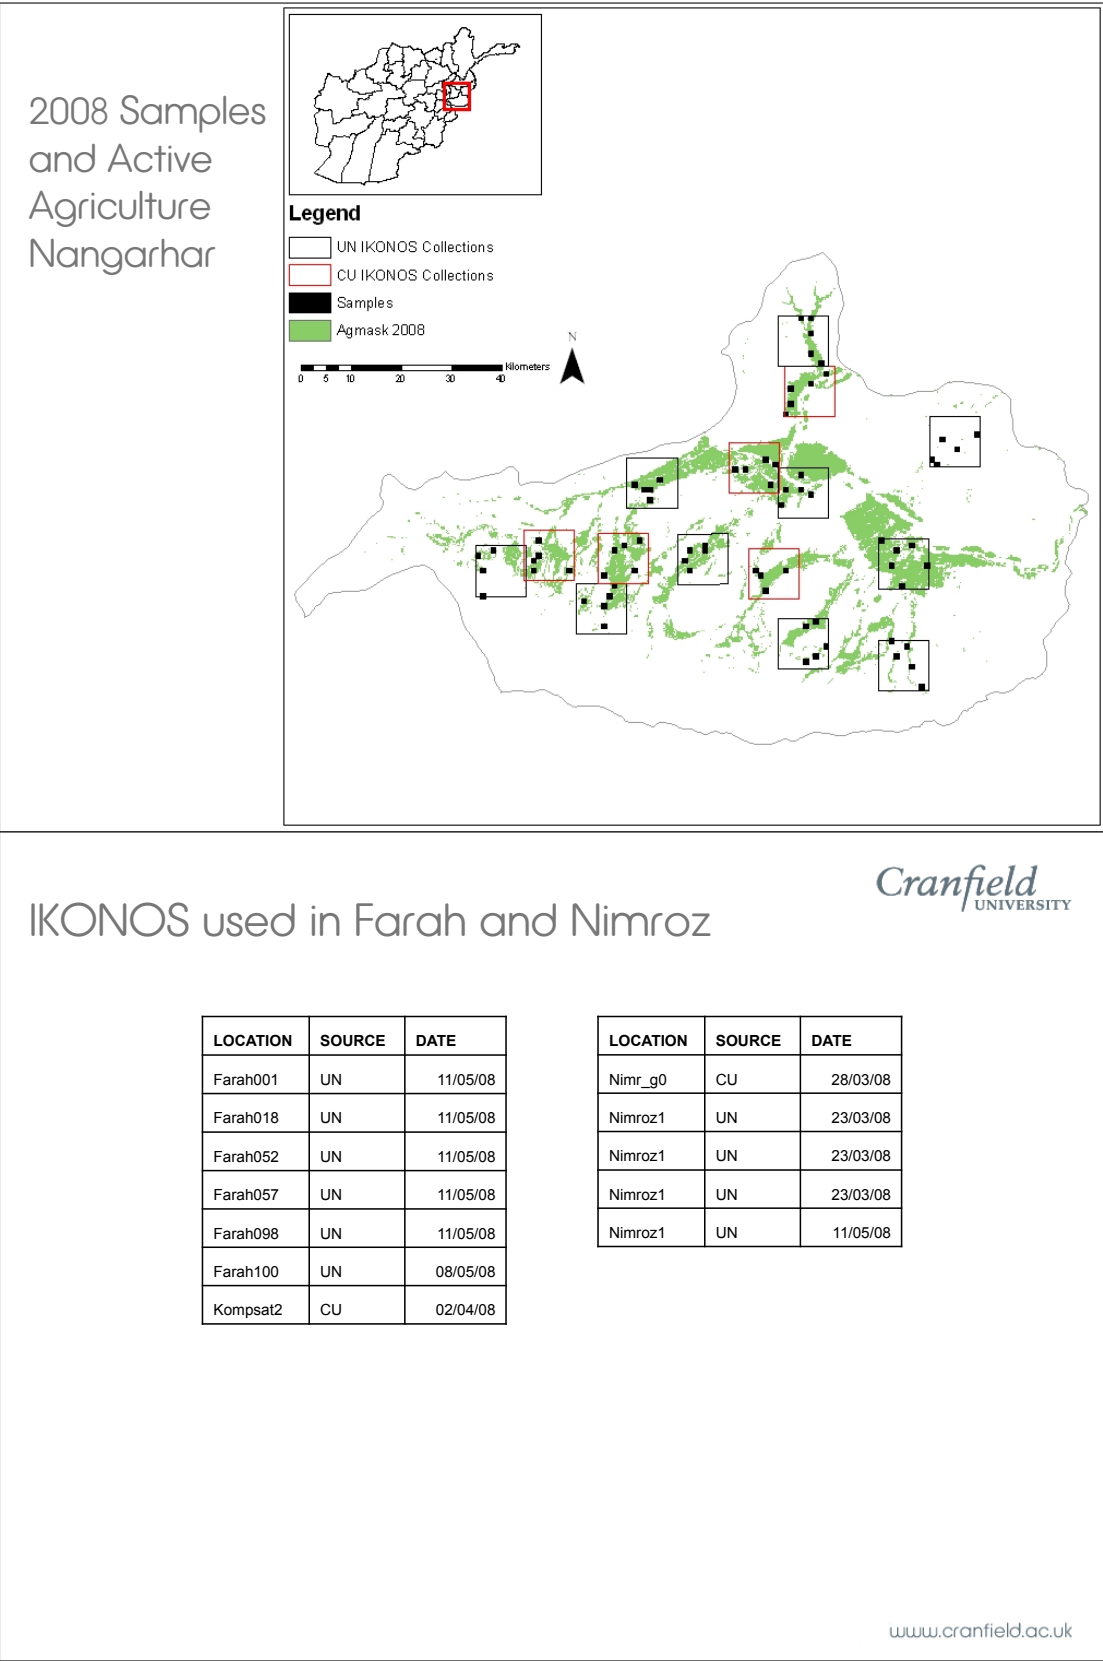 2008 Samples
and Active
Agriculture
Nangarhar
Legend
UN IKONOS Collections
CU IKONOS Collections
Samples
Agmask 2008
N
Kilometers
0 5 10 20 30 40
Cranfield
UNIVERSITY
IKONOS used in Farah and Nimroz
LOCATION SOURCE DATE
Farah001 UN 11/05/08
Farah018 UN 11/05/08
Farah052 UN 11/05/08
Farah057 UN 11/05/08
Farah098 UN 11/05/08
Farah100 UN 08/05/08
Kompsat2 CU 02/04/08
LOCATION SOURCE DATE
Nimr_g0 CU 28/03/08
Nimroz1 UN 23/03/08
Nimroz1 UN 23/03/08
Nimroz1 UN 23/03/08
Nimroz1 UN 11/05/08
www.cranfield.ac.uk